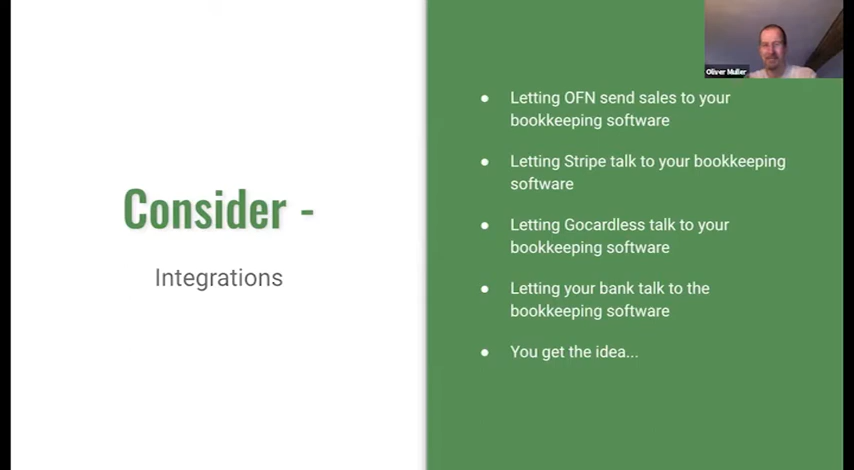 Consider -
Integrations
● Letting OFN send sales to your
bookkeeping software
● Letting Stripe talk to your bookkeeping
software
● Letting Gocardless talk to your
bookkeeping software
● Letting your bank talk to the
bookkeeping software
● You get the idea...
Oliver Muller